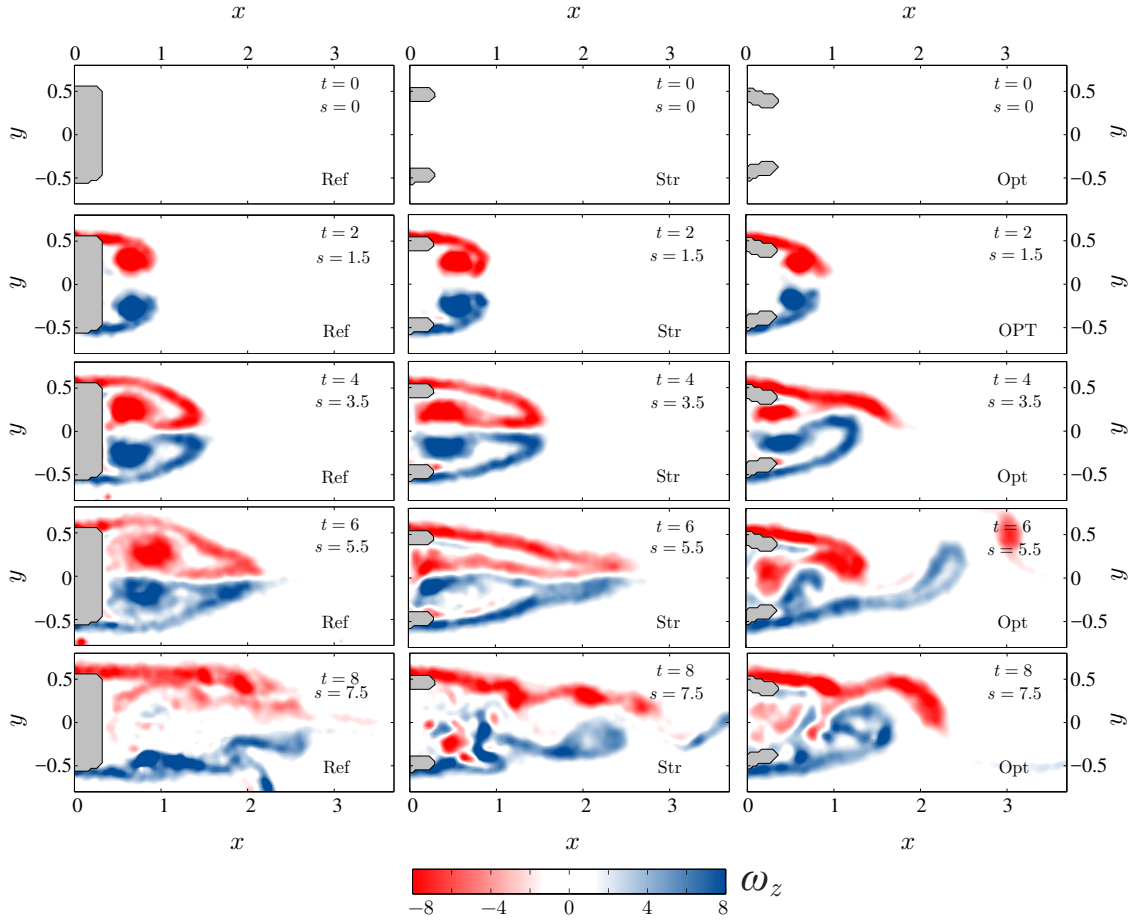 x x x
0 1 2 3 0 1 2 3 0 1 2 3
y 0.5 0 −0.5 t = 0 s = 0 Ref t = 0 s = 0 Str t = 0 s = 0 Opt 0.5 0 −0.5 y
y 0.5 0 −0.5 t = 2 s = 1.5 Ref t = 2 s = 1.5 Str t = 2 s = 1.5 OPT 0.5 0 −0.5 y
y 0.5 0 −0.5 t = 4 s = 3.5 Ref t = 4 s = 3.5 Str t = 4 s = 3.5 Opt 0.5 0 −0.5 y
y 0.5 0 −0.5 t = 6 s = 5.5 Ref t = 6 s = 5.5 Str t = 6 s = 5.5 Opt 0.5 0 −0.5 y
y 0.5 0 −0.5 t = 8 s = 7.5 Ref t = 8 s = 7.5 Str t = 8 s = 7.5 Opt 0.5 0 −0.5 y
0 1 2 3 0 1 2 3 0 1 2 3
x x x
ω_z
−8 −4 0 4 8